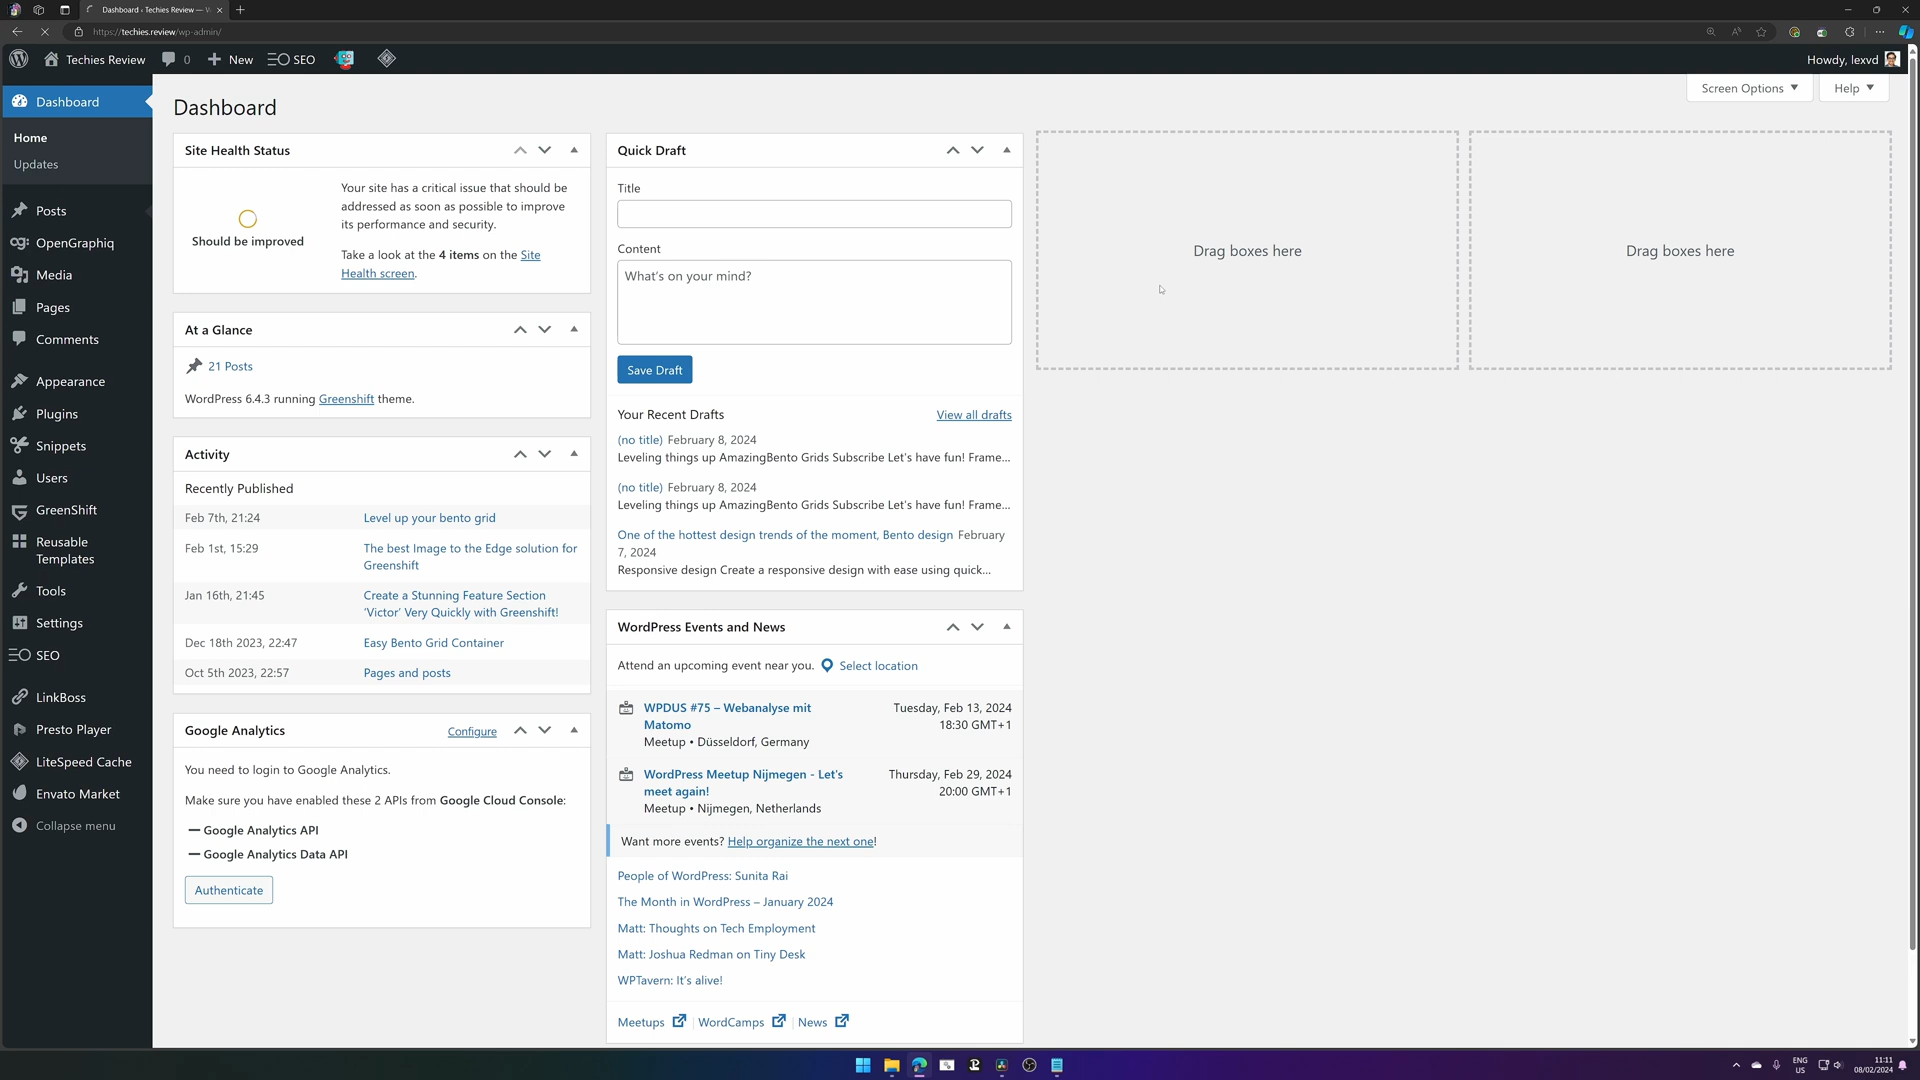 Dashboard ‹ Techies Review — W
https://techies.review/wp-admin/
Techies Review
0
New
SEO
Howdy, lexvd
Dashboard
Home
Updates
Posts
OpenGraphiq
Media
Pages
Comments
Appearance
Plugins
Snippets
Users
GreenShift
Reusable
Templates
Tools
Settings
SEO
LinkBoss
Presto Player
LiteSpeed Cache
Envato Market
Collapse menu
Screen Options
Help
Dashboard
Site Health Status
Should be improved
Your site has a critical issue that should be
addressed as soon as possible to improve
its performance and security.
Take a look at the 4 items on the Site
Health screen.
At a Glance
21 Posts
WordPress 6.4.3 running Greenshift theme.
Activity
Recently Published
Feb 7th, 21:24 Level up your bento grid
Feb 1st, 15:29 The best Image to the Edge solution for
Greenshift
Jan 16th, 21:45 Create a Stunning Feature Section
'Victor' Very Quickly with Greenshift!
Dec 18th 2023, 22:47 Easy Bento Grid Container
Oct 5th 2023, 22:57 Pages and posts
Google Analytics
Configure
You need to login to Google Analytics.
Make sure you have enabled these 2 APIs from Google Cloud Console:
— Google Analytics API
— Google Analytics Data API
Authenticate
Quick Draft
Title
Content
What's on your mind?
Save Draft
Your Recent Drafts
View all drafts
(no title) February 8, 2024
Leveling things up AmazingBento Grids Subscribe Let's have fun! Frame…
(no title) February 8, 2024
Leveling things up AmazingBento Grids Subscribe Let's have fun! Frame…
One of the hottest design trends of the moment, Bento design February
7, 2024
Responsive design Create a responsive design with ease using quick…
WordPress Events and News
Attend an upcoming event near you. Select location
WPDUS #75 – Webanalyse mit
Matomo
Meetup • Düsseldorf, Germany
Tuesday, Feb 13, 2024
18:30 GMT+1
WordPress Meetup Nijmegen - Let's
meet again!
Meetup • Nijmegen, Netherlands
Thursday, Feb 29, 2024
20:00 GMT+1
Want more events? Help organize the next one!
People of WordPress: Sunita Rai
The Month in WordPress – January 2024
Matt: Thoughts on Tech Employment
Matt: Joshua Redman on Tiny Desk
WPTavern: It's alive!
Meetups | WordCamps | News
Drag boxes here
Drag boxes here
ENG
US
11:11
08/02/2024